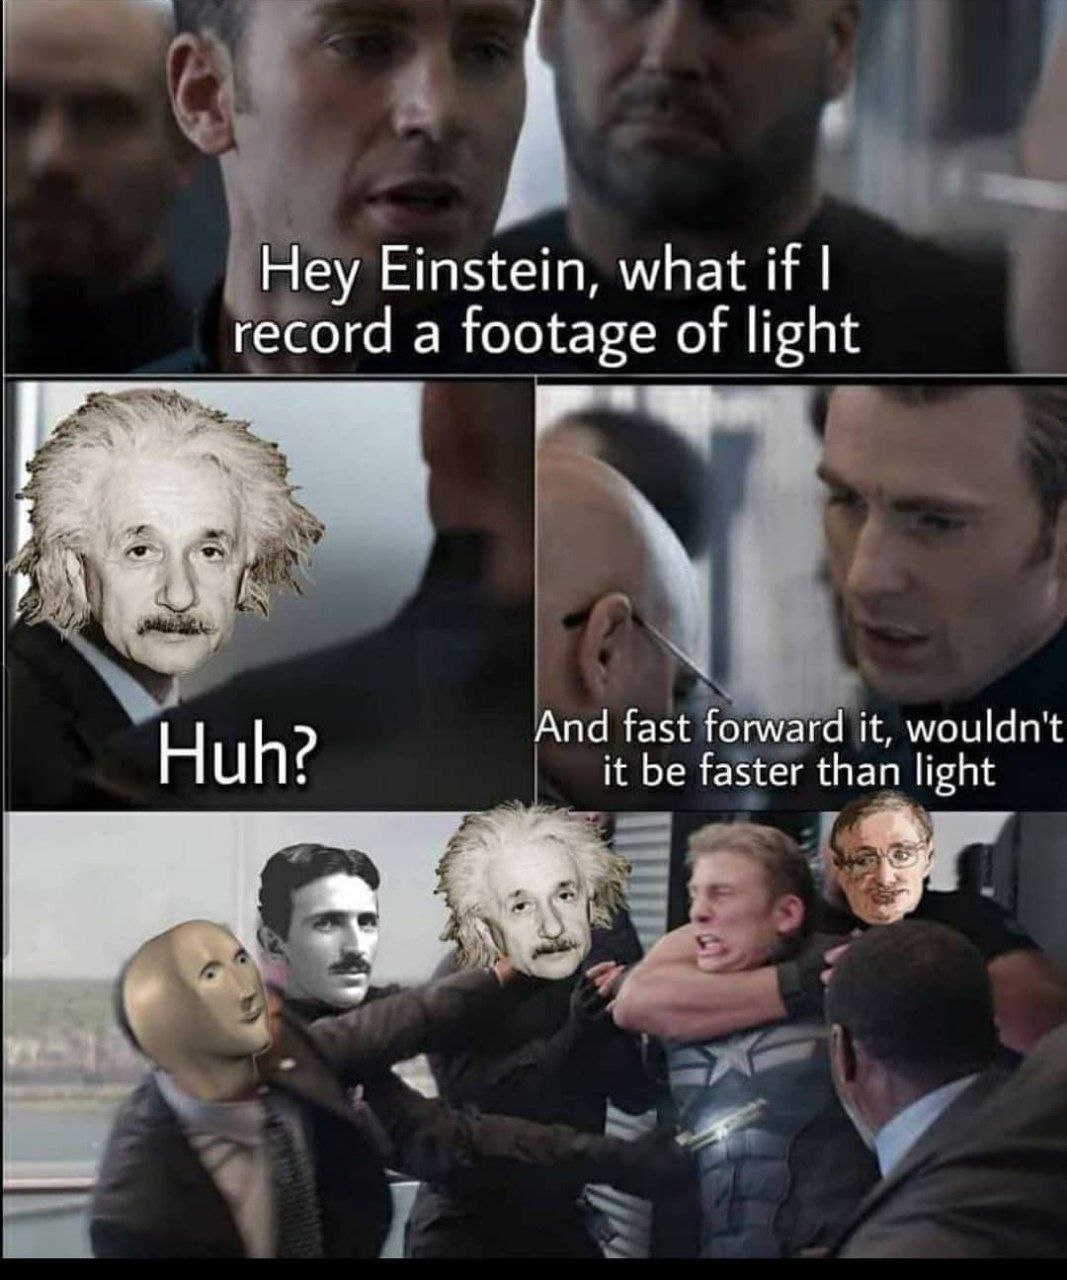 Hey Einstein, what if I
record a footage of light
Huh?
And fast forward it, wouldn't
it be faster than light